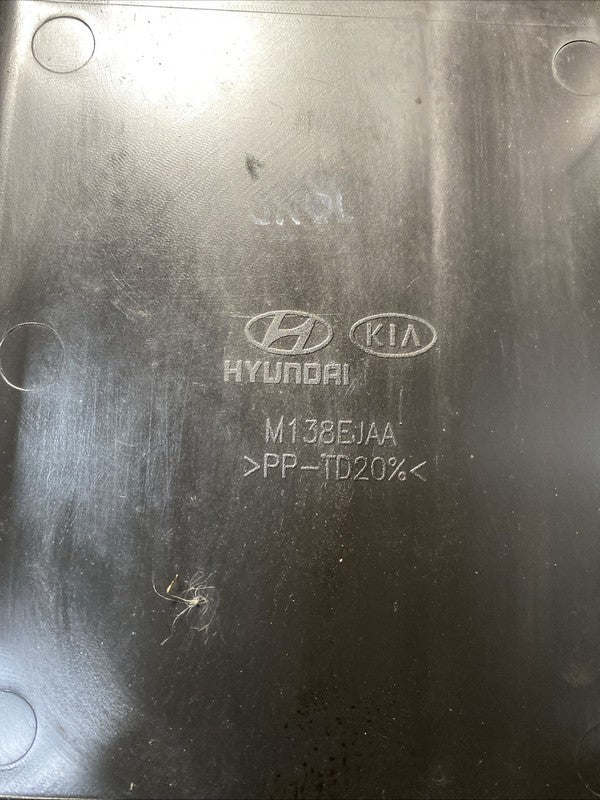 KIA
HYUNDAI
M138EJAA
>PP-TD20%<